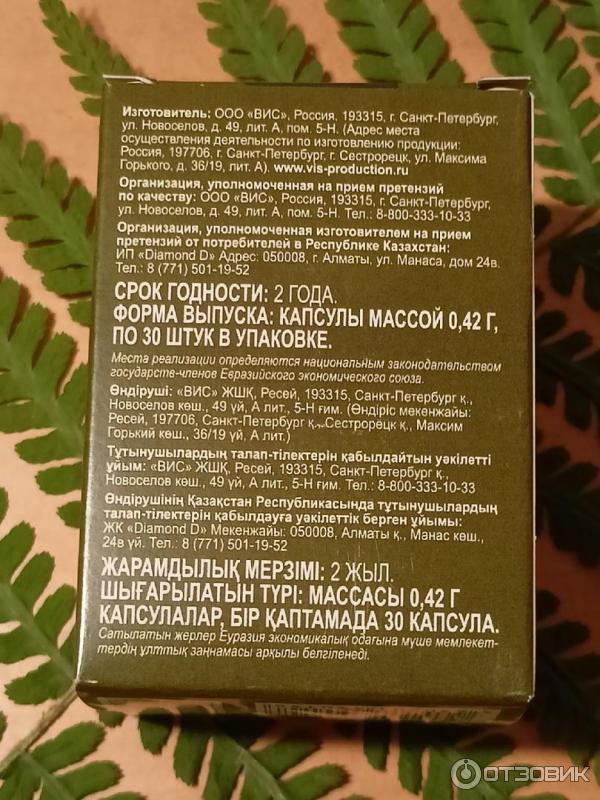 Изготовитель: ООО «ВИС», Россия, 193315, г. Санкт-Петербург,
ул. Новоселов, д. 49, лит. А, пом. 5-Н. (Адрес места
осуществления деятельности по изготовлению продукции:
Россия, 197706, г. Санкт-Петербург, г. Сестрорецк, ул. Максима
Горького, д. 36/19, лит. А). www.vis-production.ru
Организация, уполномоченная на прием претензий
по качеству: ООО «ВИС», Россия, 193315, г. Санкт-Петербург,
ул. Новоселов, д. 49, лит. А, пом. 5-Н. Тел.: 8-800-333-10-33
Организация, уполномоченная изготовителем на прием
претензий от потребителей в Республике Казахстан:
ИП «Diamond D» Адрес: 050008, г. Алматы, ул. Манаса, дом 24в.
Тел.: 8 (771) 501-19-52
СРОК ГОДНОСТИ: 2 ГОДА.
ФОРМА ВЫПУСКА: КАПСУЛЫ МАССОЙ 0,42 Г,
ПО 30 ШТУК В УПАКОВКЕ.
Места реализации определяются национальным законодательством
государств-членов Евразийского экономического союза.
Өндіруші: «ВИС» ЖШҚ, Ресей, 193315, Санкт-Петербург қ.,
Новоселов көш., 49 үй, А лит., 5-Н ғим. (Өндіріс мекенжайы:
Ресей, 197706, Санкт-Петербург қ., Сестрорецк қ., Максим
Горький көш., 36/19 үй, А лит.)
Тұтынушылардың талап-тілектерін қабылдайтын уәкілетті
ұйым: «ВИС» ЖШҚ, Ресей, 193315, Санкт-Петербург қ.,
Новоселов көш., 49 үй, А лит., 5-Н ғим. Тел.: 8-800-333-10-33
Өндірушінің Қазақстан Республикасында тұтынушылардың
талап-тілектерін қабылдауға уәкілеттік берген ұйымы:
ЖК «Diamond D» Мекенжайы: 050008, Алматы қ., Манас көш.,
24в үй. Тел.: 8 (771) 501-19-52
ЖАРАМДЫЛЫҚ МЕРЗІМІ: 2 ЖЫЛ.
ШЫҒАРЫЛАТЫН ТҮРІ: МАССАСЫ 0,42 Г
КАПСУЛАЛАР, БІР ҚАПТАМАДА 30 КАПСУЛА.
Сатылатын жерлер Еуразия экономикалық одағына мүше мемлекет-
тердің ұлттық заңнамасы арқылы белгіленеді.
ОТЗОВИК